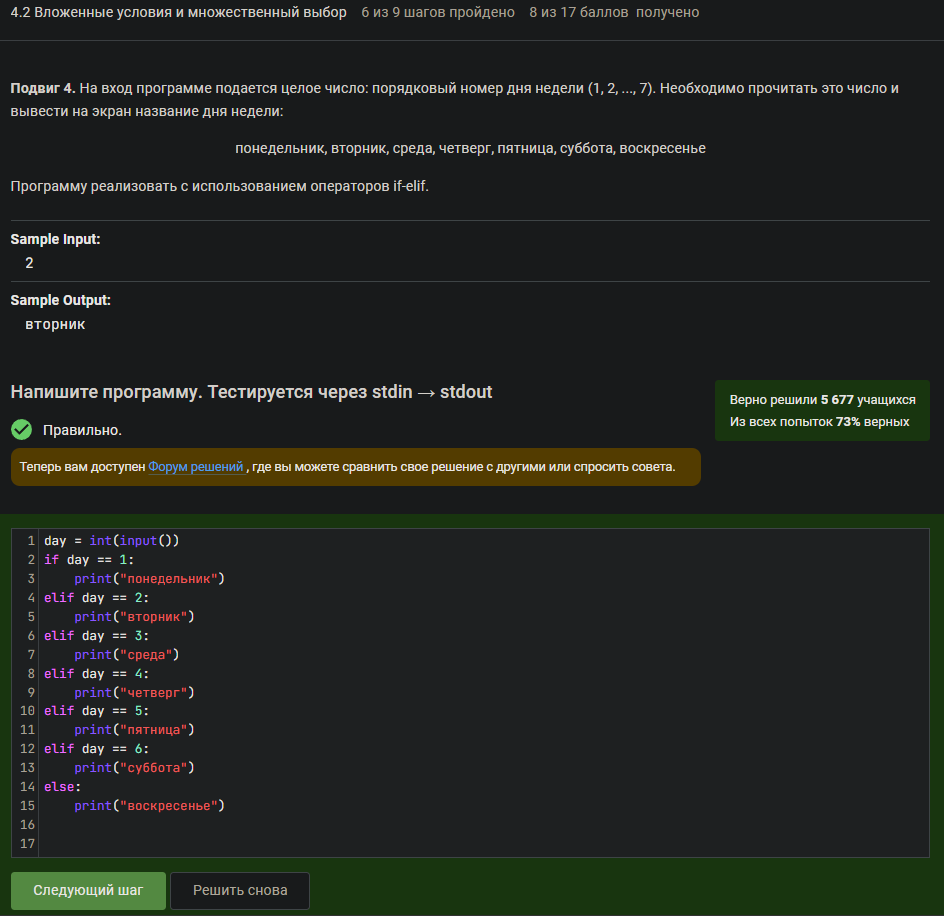 4.2 Вложенные условия и множественный выбор 6 из 9 шагов пройдено 8 из 17 баллов получено
Подвиг 4. На вход программе подается целое число: порядковый номер дня недели (1, 2, ..., 7). Необходимо прочитать это число и
вывести на экран название дня недели:
понедельник, вторник, среда, четверг, пятница, суббота, воскресенье
Программу реализовать с использованием операторов if-elif.
Sample Input:
2
Sample Output:
вторник
Напишите программу. Тестируется через stdin → stdout
Верно решили 5 677 учащихся
Из всех попыток 73% верных
Правильно.
Теперь вам доступен Форум решений , где вы можете сравнить свое решение с другими или спросить совета.
1 day = int(input())
2 if day == 1:
3     print("понедельник")
4 elif day == 2:
5     print("вторник")
6 elif day == 3:
7     print("среда")
8 elif day == 4:
9     print("четверг")
10 elif day == 5:
11     print("пятница")
12 elif day == 6:
13     print("суббота")
14 else:
15     print("воскресенье")
16
17
Следующий шаг Решить снова